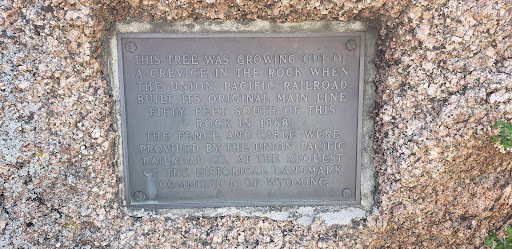 THIS TREE WAS GROWING OUT OF
A CREVICE IN THE ROCK WHEN
THE UNION PACIFIC RAILROAD
BUILT ITS ORIGINAL MAIN LINE
FIFTY FEET SOUTH OF THIS
ROCK IN 1868.
THE FENCE AND CABLE WERE
PROVIDED BY THE UNION PACIFIC
RAILROAD CO. AT THE REQUEST
OF THE HISTORICAL LANDMARK
COMMISSION OF WYOMING.